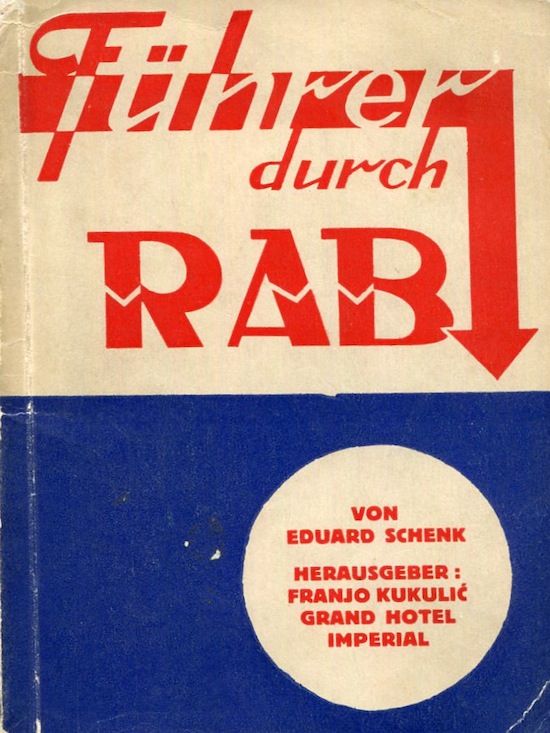 Führer
durch
RAB
VON
EDUARD SCHENK
HERAUSGEBER:
FRANJO KUKULIĆ
GRAND HOTEL
IMPERIAL